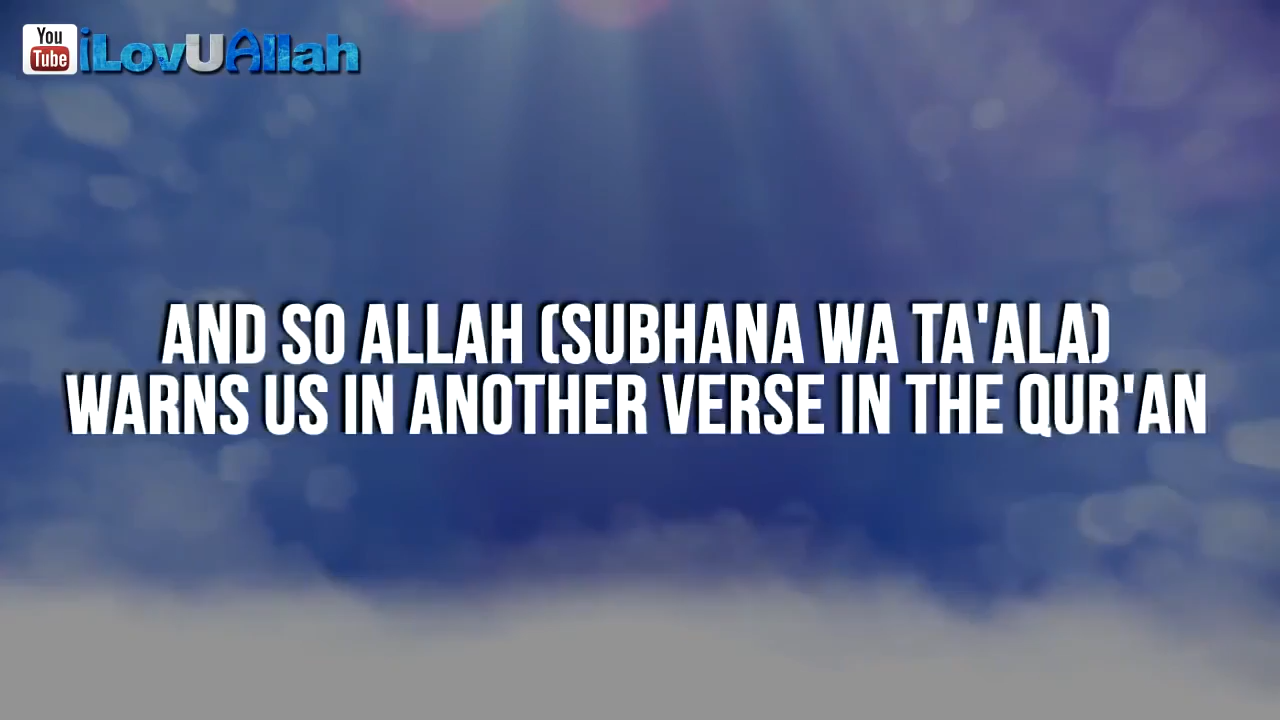 You
Tube
iLovUAllah
AND SO ALLAH (SUBHANA WA TA'ALA)
WARNS US IN ANOTHER VERSE IN THE QUR'AN